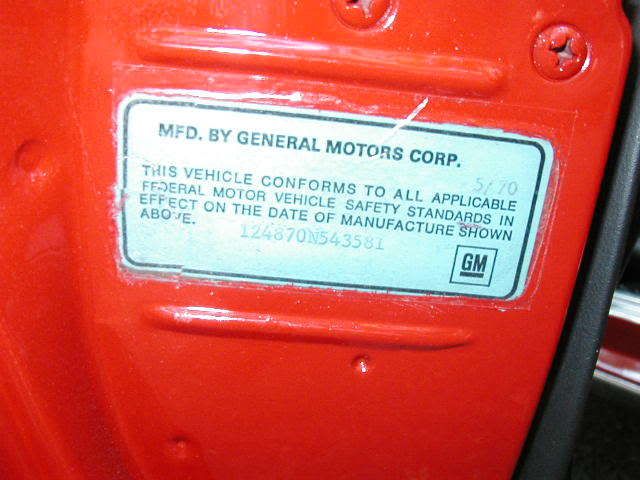 MFD. BY GENERAL MOTORS CORP.
5/70
THIS VEHICLE CONFORMS TO ALL APPLICABLE
FEDERAL MOTOR VEHICLE SAFETY STANDARDS IN
EFFECT ON THE DATE OF MANUFACTURE SHOWN
ABOVE.
124870N543581
GM